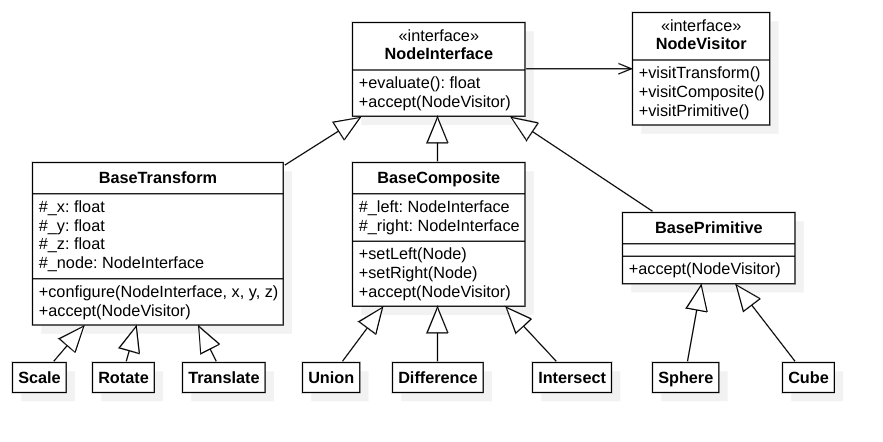 «interface»
NodeInterface
+evaluate(): float
+accept(NodeVisitor)
«interface»
NodeVisitor
+visitTransform()
+visitComposite()
+visitPrimitive()
BaseTransform
#_x: float
#_y: float
#_z: float
#_node: NodeInterface
+configure(NodeInterface, x, y, z)
+accept(NodeVisitor)
BaseComposite
#_left: NodeInterface
#_right: NodeInterface
+setLeft(Node)
+setRight(Node)
+accept(NodeVisitor)
BasePrimitive
+accept(NodeVisitor)
Scale
Rotate
Translate
Union
Difference
Intersect
Sphere
Cube